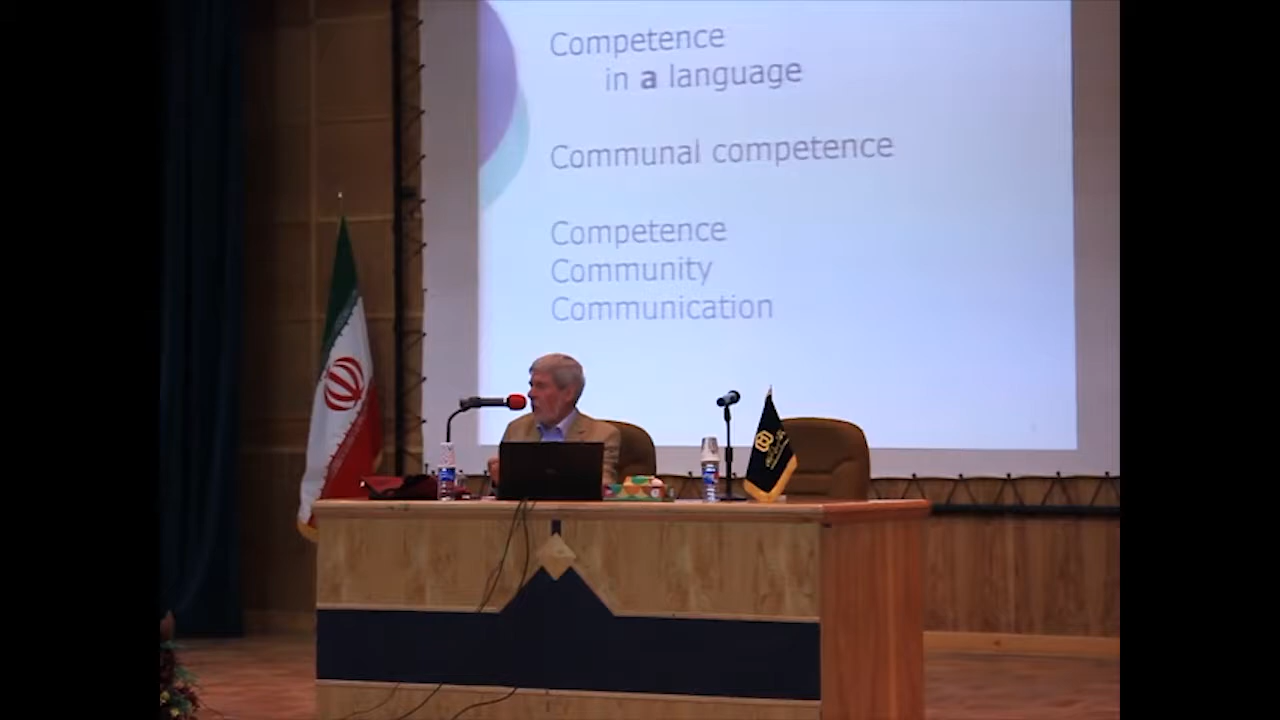 Competence
in a language
Communal competence
Competence
Community
Communication